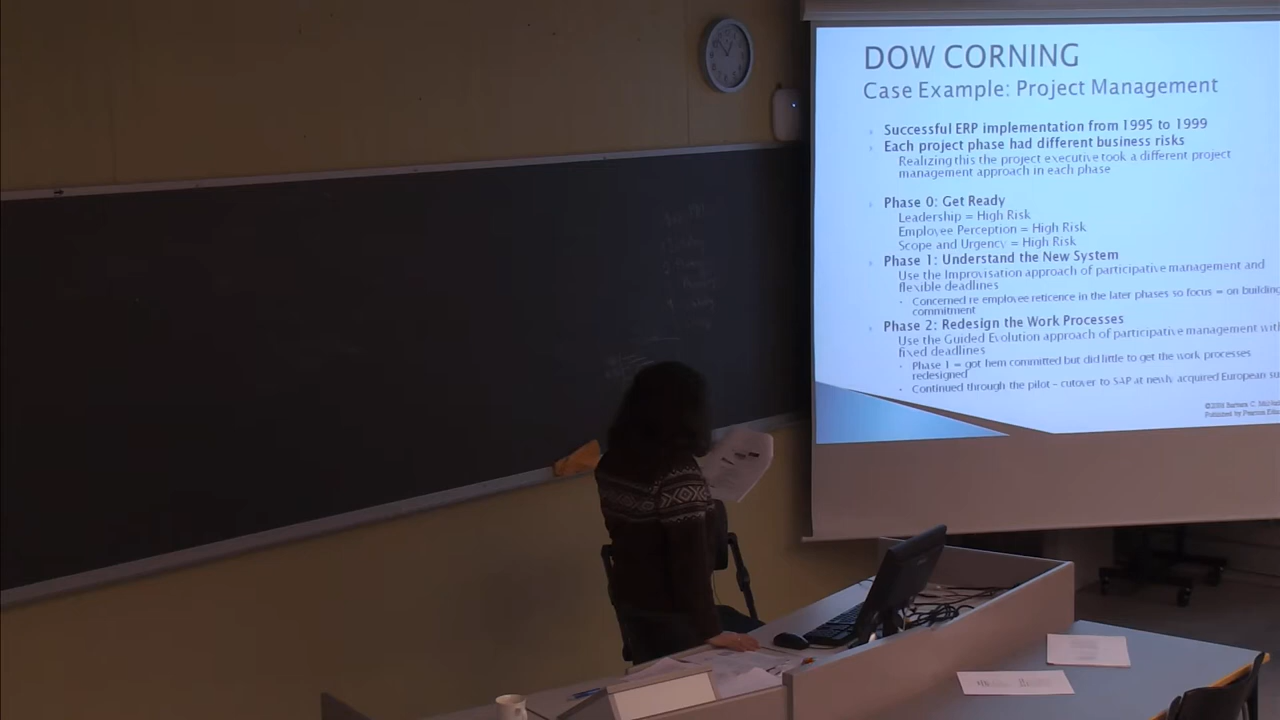 DOW CORNING
Case Example: Project Management
Successful ERP implementation from 1995 to 1999
Each project phase had different business risks
Realizing this the project executive took a different project
management approach in each phase
Phase 0: Get Ready
Leadership = High Risk
Employee Perception = High Risk
Scope and Urgency = High Risk
Phase 1: Understand the New System
Use the Improvisation approach of participative management and
flexible deadlines
Concerned re employee reticence in the later phases so focus = on building
commitment
Phase 2: Redesign the Work Processes
Use the Guided Evolution approach of participative management with
fixed deadlines
Phase 1 = got hem committed but did little to get the work processes
redesigned
Continued through the pilot – cutover to SAP at newly acquired European
©2009 Barbara C.
Published by Pearson